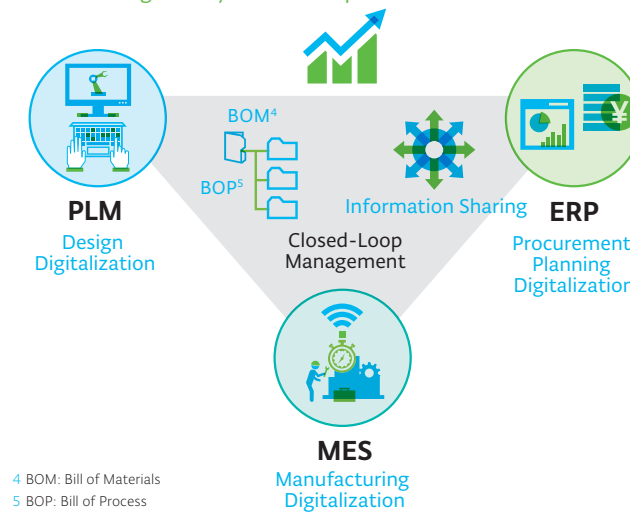 BOM4
BOP5
Information Sharing
Closed-Loop
Management
PLM
Design
Digitalization
ERP
Procurement
Planning
Digitalization
¥
MES
Manufacturing
Digitalization
4 BOM: Bill of Materials
5 BOP: Bill of Process